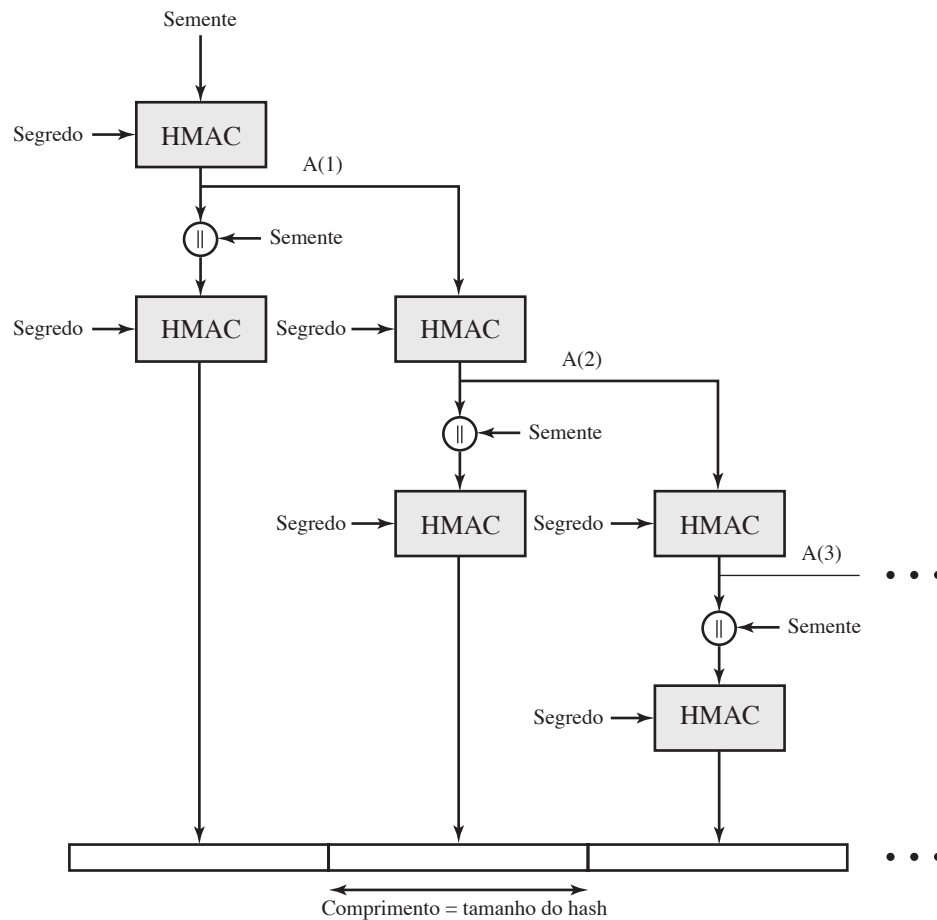 Semente
Segredo
HMAC
A(1)
||
Semente
Segredo
HMAC
Segredo
HMAC
A(2)
||
Semente
Segredo
HMAC
Segredo
HMAC
A(3)
||
Semente
Segredo
HMAC
Comprimento = tamanho do hash